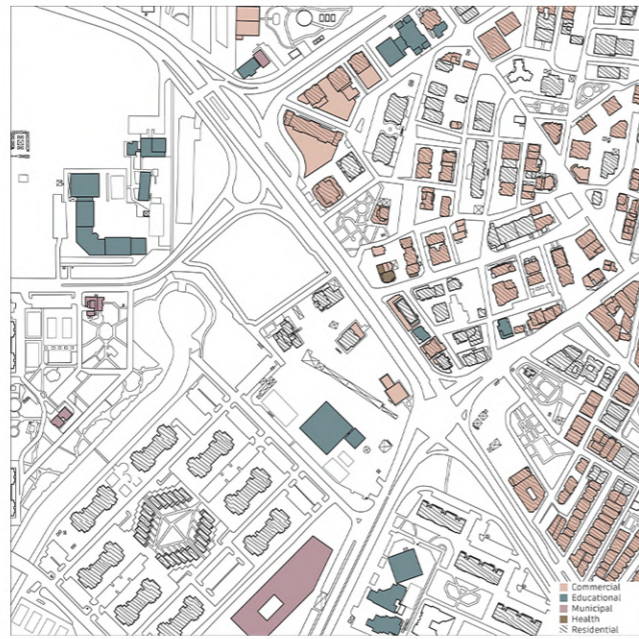 Commercial
Educational
Municipal
Health
Residential